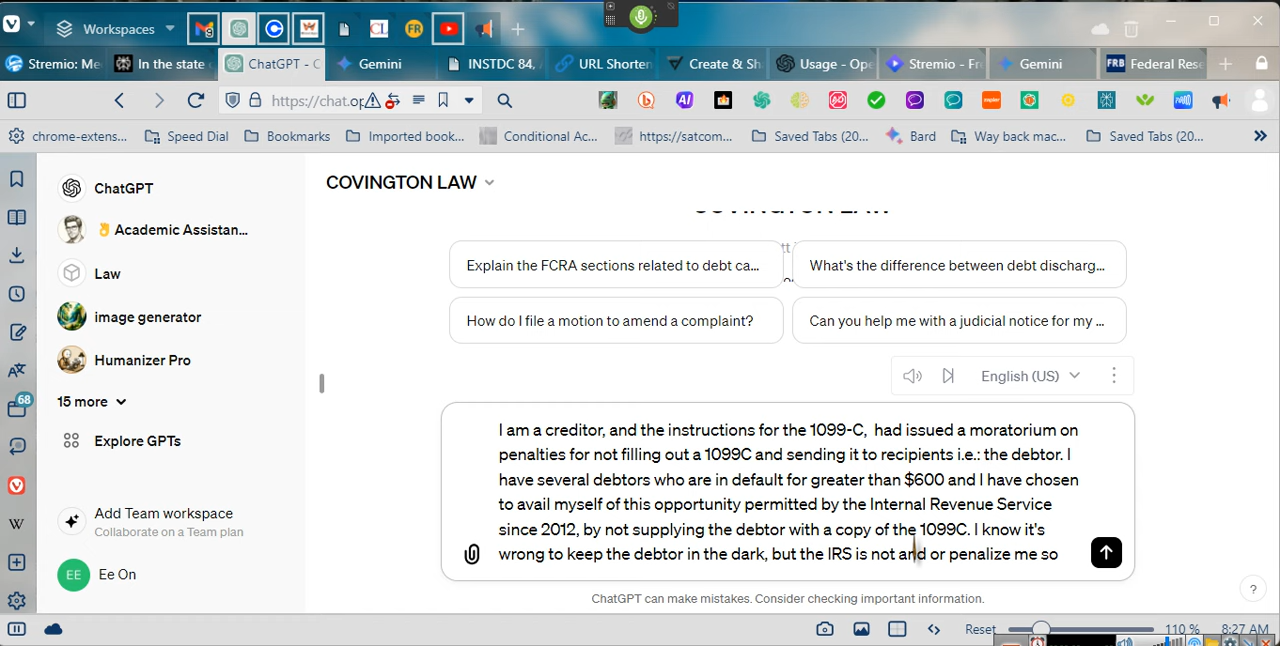 Workspaces
CL
FR
Stremio: Me
In the state
ChatGPT - C
Gemini
INSTDC 84,
URL Shorten
Create & Sh
Usage - Ope
Stremio - Fr
Gemini
FRB Federal Rese
https://chat.op
chrome-extens...
Speed Dial
Bookmarks
Imported book...
Conditional Ac...
https://satcom...
Saved Tabs (20...
Bard
Way back mac...
Saved Tabs (20...
ChatGPT
Academic Assistan...
Law
image generator
Humanizer Pro
15 more
Explore GPTs
Add Team workspace
Collaborate on a Team plan
EE
Ee On
68
W
COVINGTON LAW
COVINGTON LAW
Explain the FCRA sections related to debt ca...
What's the difference between debt discharg...
How do I file a motion to amend a complaint?
Can you help me with a judicial notice for my ...
English (US)
I am a creditor, and the instructions for the 1099-C, had issued a moratorium on
penalties for not filling out a 1099C and sending it to recipients i.e.: the debtor. I
have several debtors who are in default for greater than $600 and I have chosen
to avail myself of this opportunity permitted by the Internal Revenue Service
since 2012, by not supplying the debtor with a copy of the 1099C. I know it's
wrong to keep the debtor in the dark, but the IRS is not and or penalize me so
ChatGPT can make mistakes. Consider checking important information.
?
Reset
110 %
8:27 AM